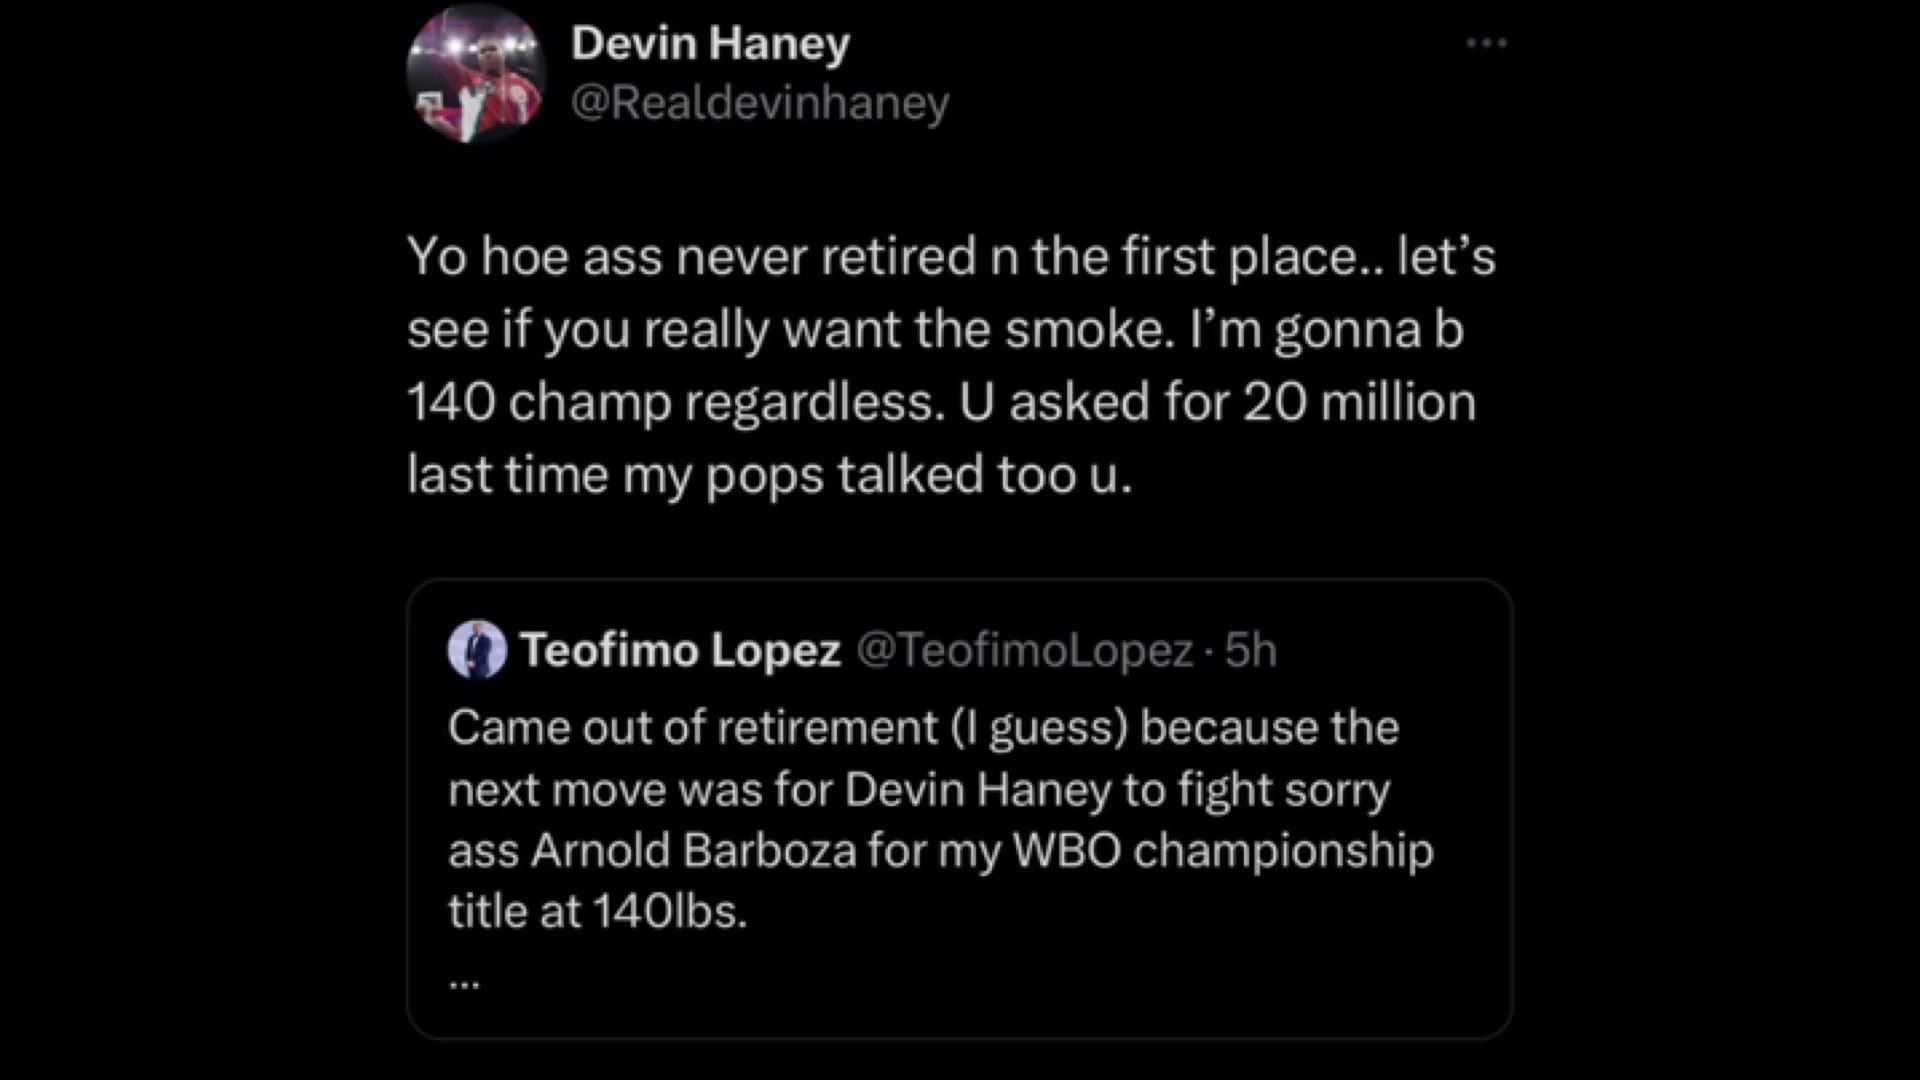 Devin Haney
@Realdevinhaney
Yo hoe ass never retired n the first place.. let’s
see if you really want the smoke. I’m gonna b
140 champ regardless. U asked for 20 million
last time my pops talked too u.
Teofimo Lopez @TeofimoLopez · 5h
Came out of retirement (I guess) because the
next move was for Devin Haney to fight sorry
ass Arnold Barboza for my WBO championship
title at 140lbs.
...